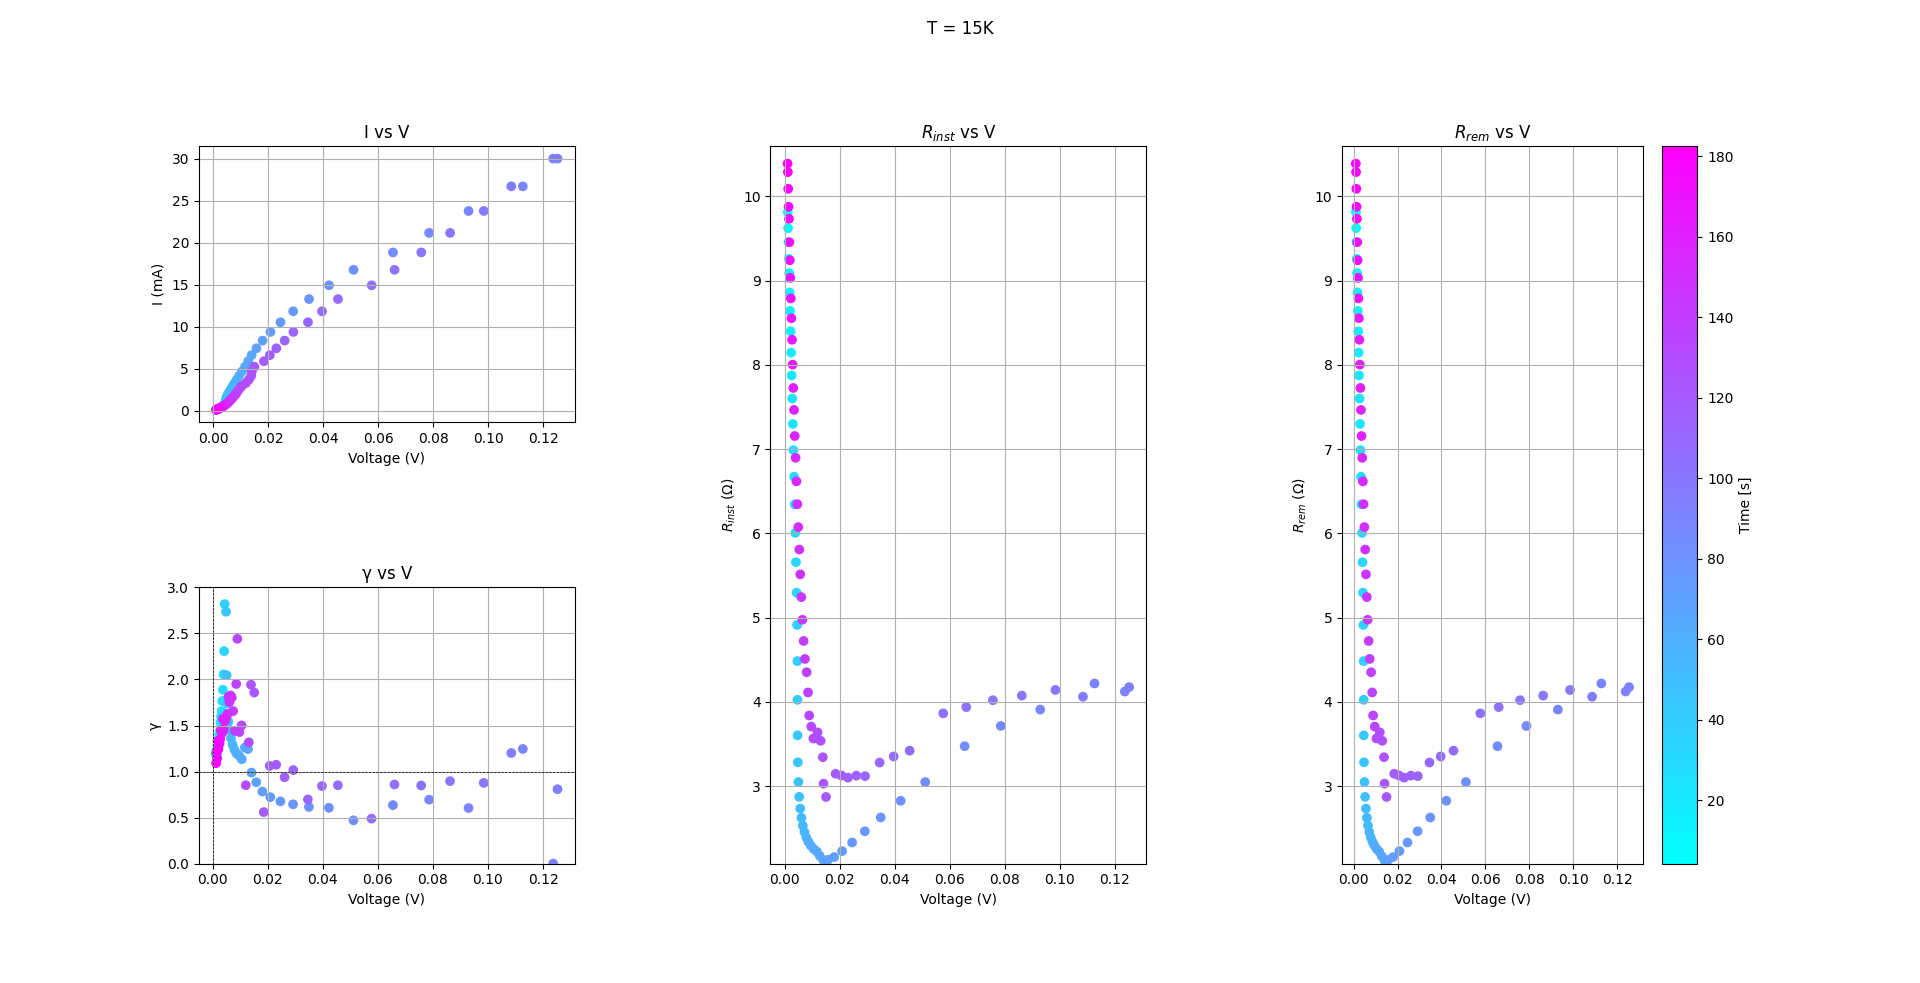 T = 15K
I vs V
I (mA)
30
25
20
15
10
5
0
0.00 0.02 0.04 0.06 0.08 0.10 0.12
Voltage (V)
γ vs V
γ
3.0
2.5
2.0
1.5
1.0
0.5
0.0
0.00 0.02 0.04 0.06 0.08 0.10 0.12
Voltage (V)
R_inst vs V
R_inst (Ω)
10
9
8
7
6
5
4
3
0.00 0.02 0.04 0.06 0.08 0.10 0.12
Voltage (V)
R_rem vs V
R_rem (Ω)
10
9
8
7
6
5
4
3
0.00 0.02 0.04 0.06 0.08 0.10 0.12
Voltage (V)
180
160
140
120
100
80
60
40
20
Time [s]